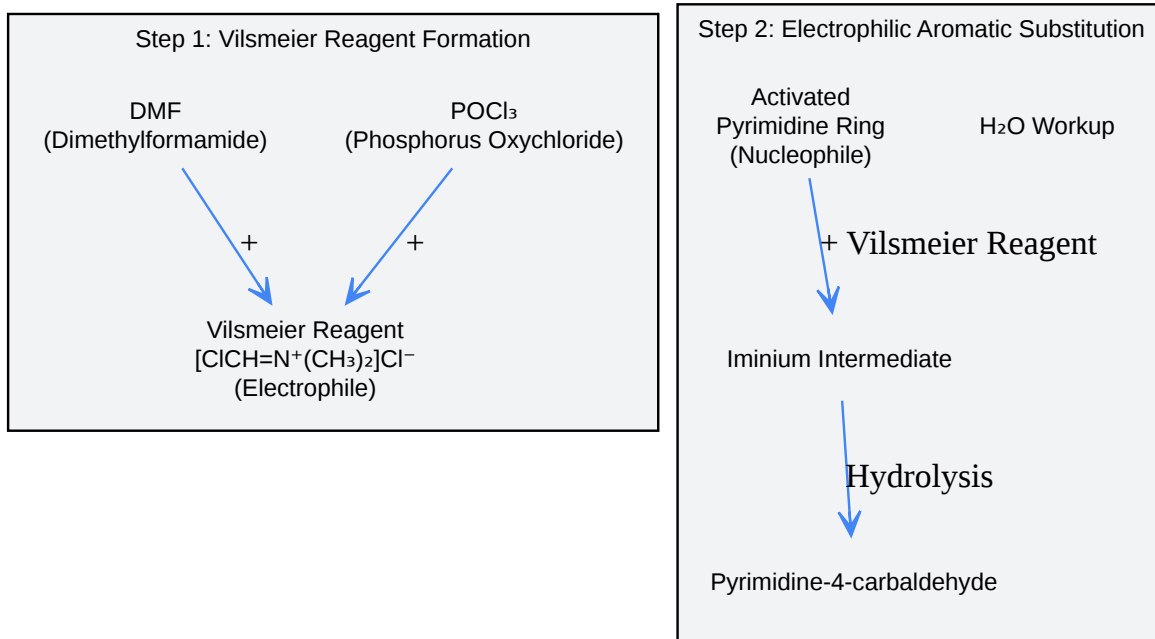 Step 1: Vilsmeier Reagent Formation
DMF
(Dimethylformamide)
POCl₃
(Phosphorus Oxychloride)
+
+
Vilsmeier Reagent
[ClCH=N⁺(CH₃)₂]Cl⁻
(Electrophile)
Step 2: Electrophilic Aromatic Substitution
Activated
Pyrimidine Ring
(Nucleophile)
H₂O Workup
+ Vilsmeier Reagent
Iminium Intermediate
Hydrolysis
Pyrimidine-4-carbaldehyde